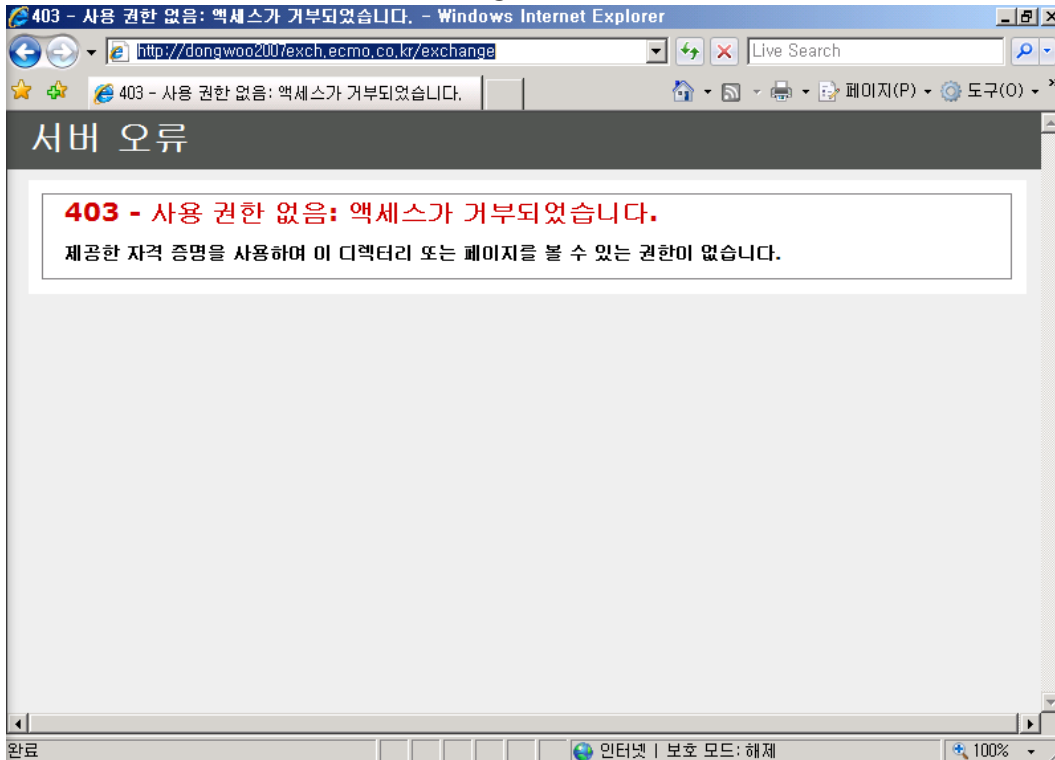 403 - 사용 권한 없음: 액세스가 거부되었습니다. - Windows Internet Explorer
http://dongwoo2007exch.ecmo.co.kr/exchange
Live Search
403 - 사용 권한 없음: 액세스가 거부되었습니다.
페이지(P)
도구(O)
서버 오류
403 - 사용 권한 없음: 액세스가 거부되었습니다.
제공한 자격 증명을 사용하여 이 디렉터리 또는 페이지를 볼 수 있는 권한이 없습니다.
완료
인터넷 | 보호 모드: 해제
100%